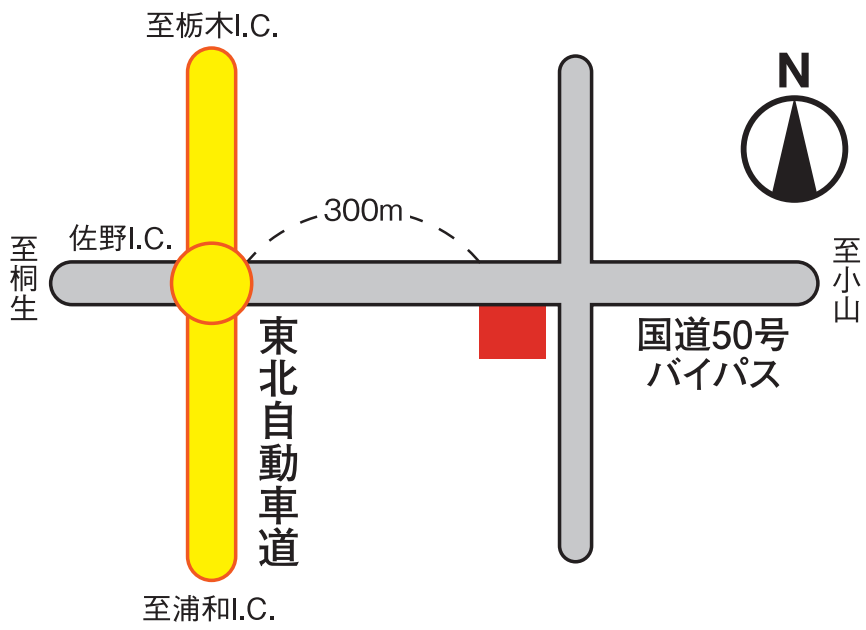 至栃木I.C.
N
300m
佐野I.C.
至桐生
至小山
東北自動車道
国道50号
バイパス
至浦和I.C.